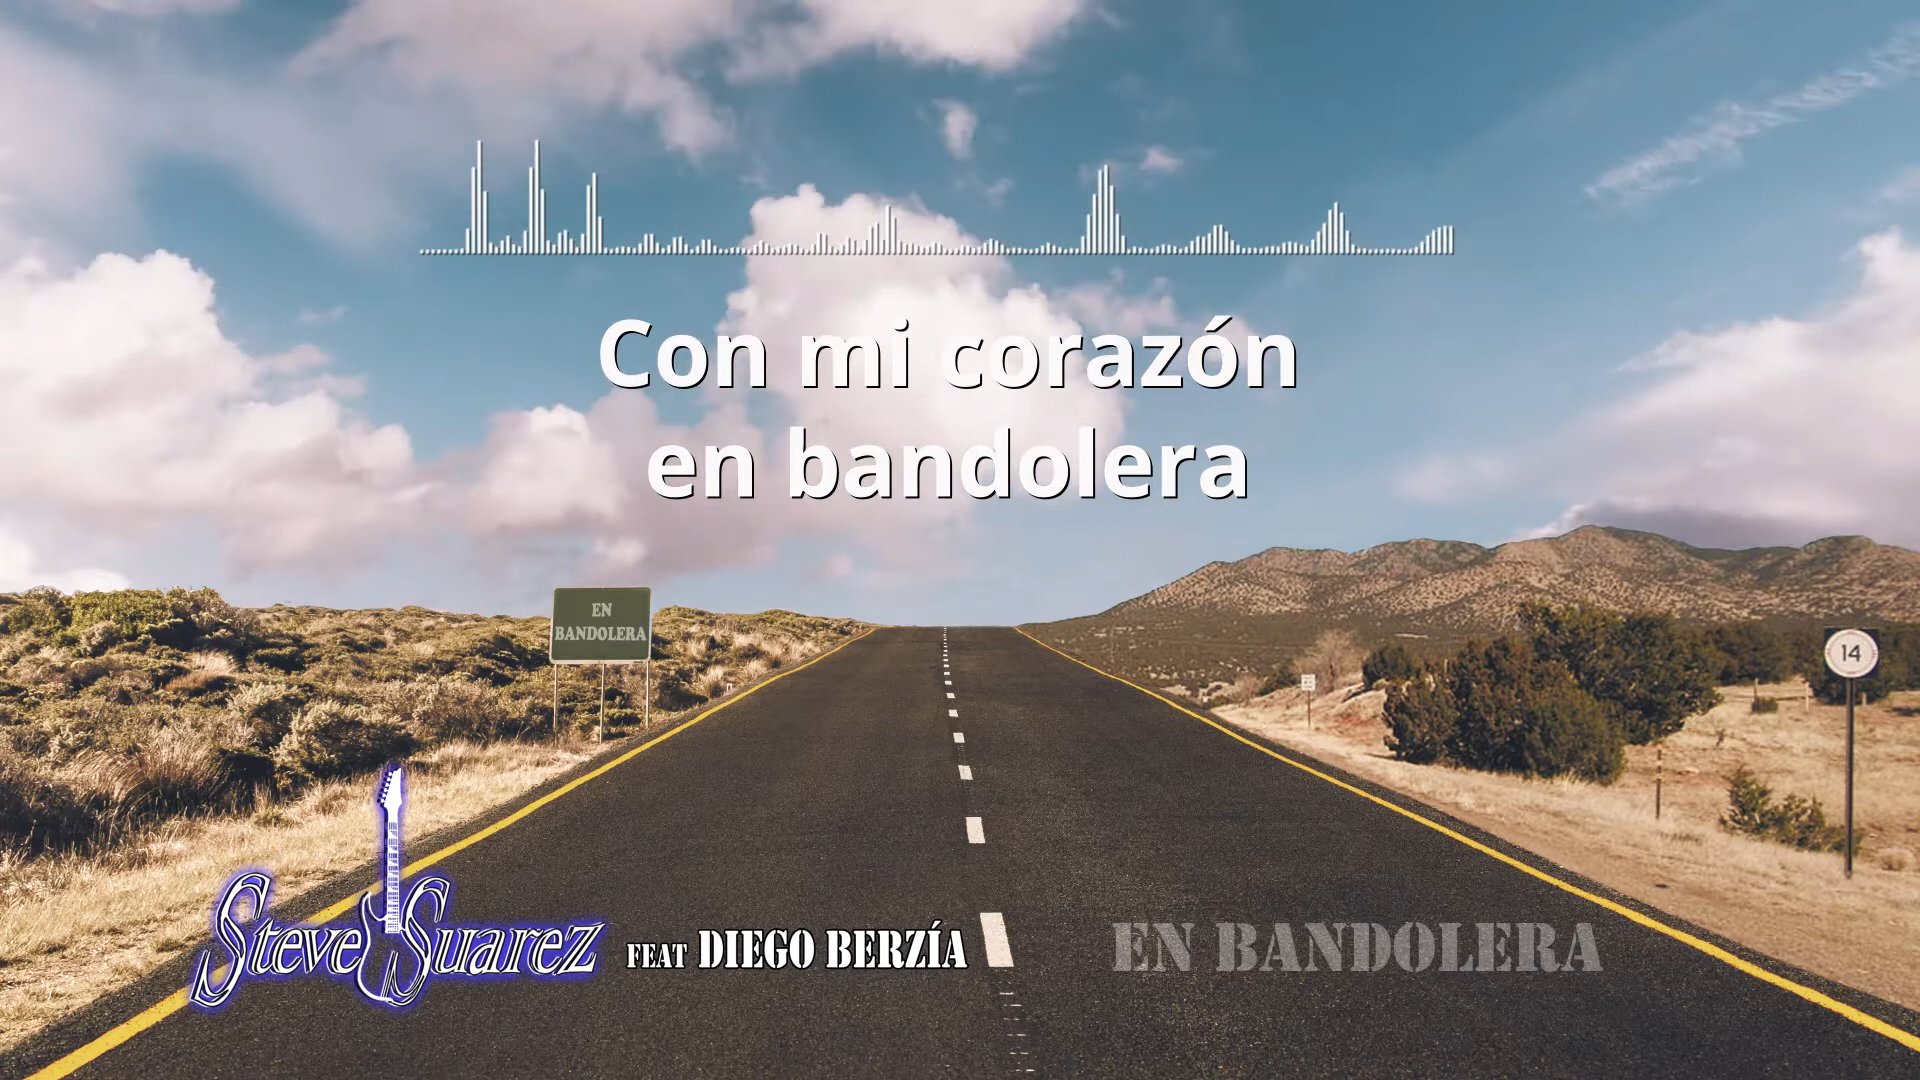 Con mi corazón
en bandolera
EN
BANDOLERA
14
Steve Suarez FEAT DIEGO BERZÍA
EN BANDOLERA